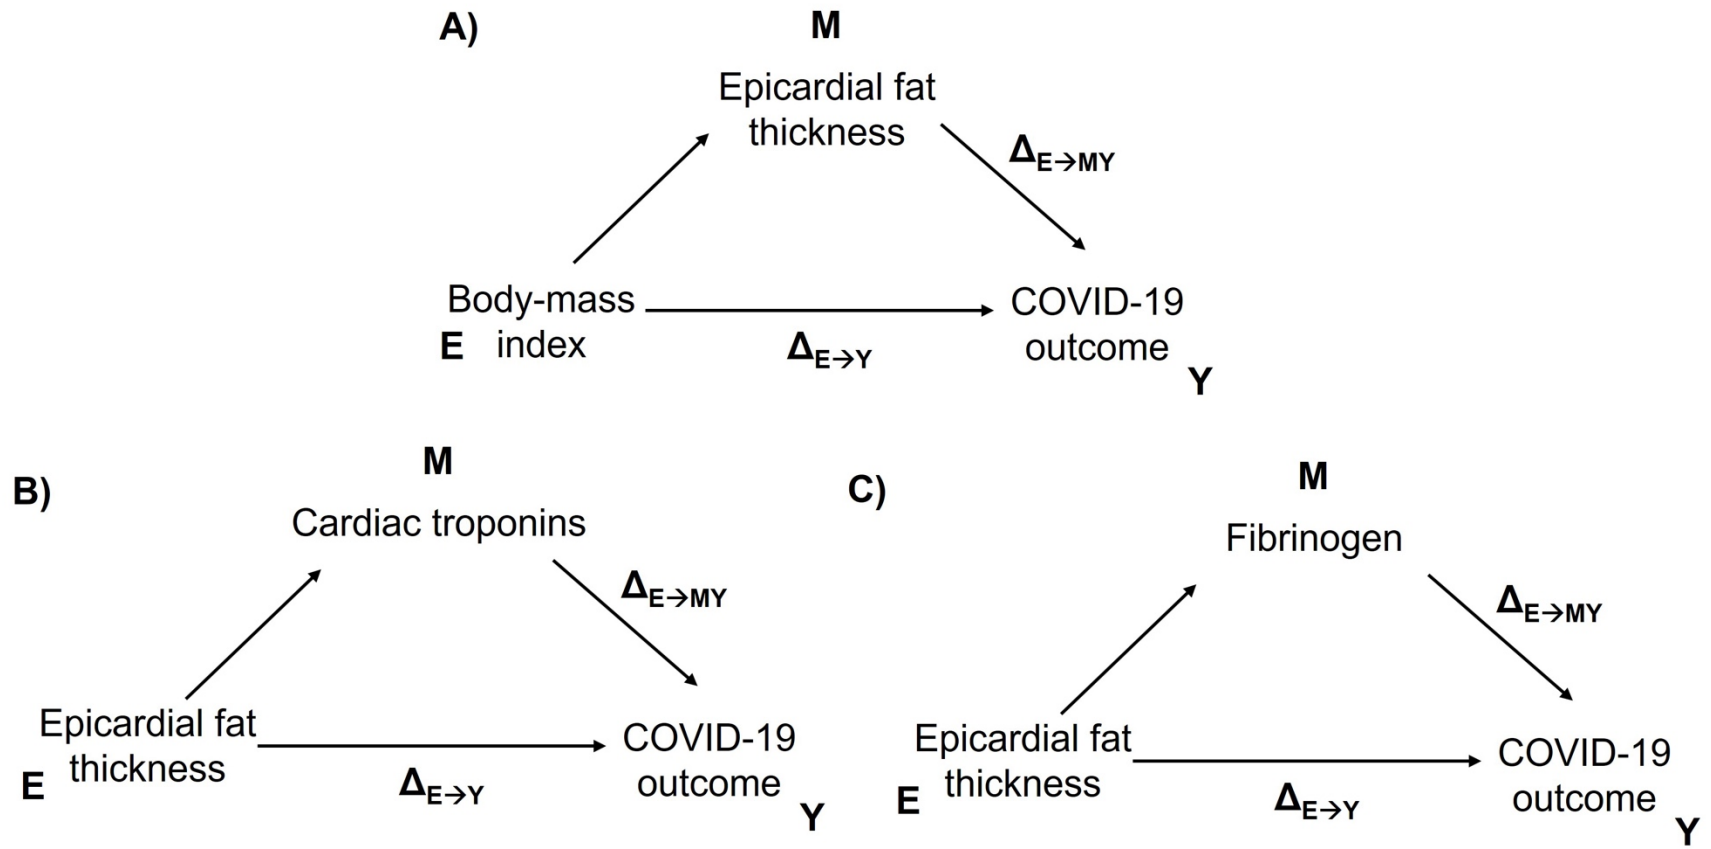 A)
M
Epicardial fat
thickness
ΔE→MY
Body-mass
index
E
ΔE→Y
COVID-19
outcome
Y
B)
M
Cardiac troponins
ΔE→MY
Epicardial fat
thickness
E
ΔE→Y
COVID-19
outcome
Y
C)
M
Fibrinogen
ΔE→MY
Epicardial fat
thickness
E
ΔE→Y
COVID-19
outcome
Y